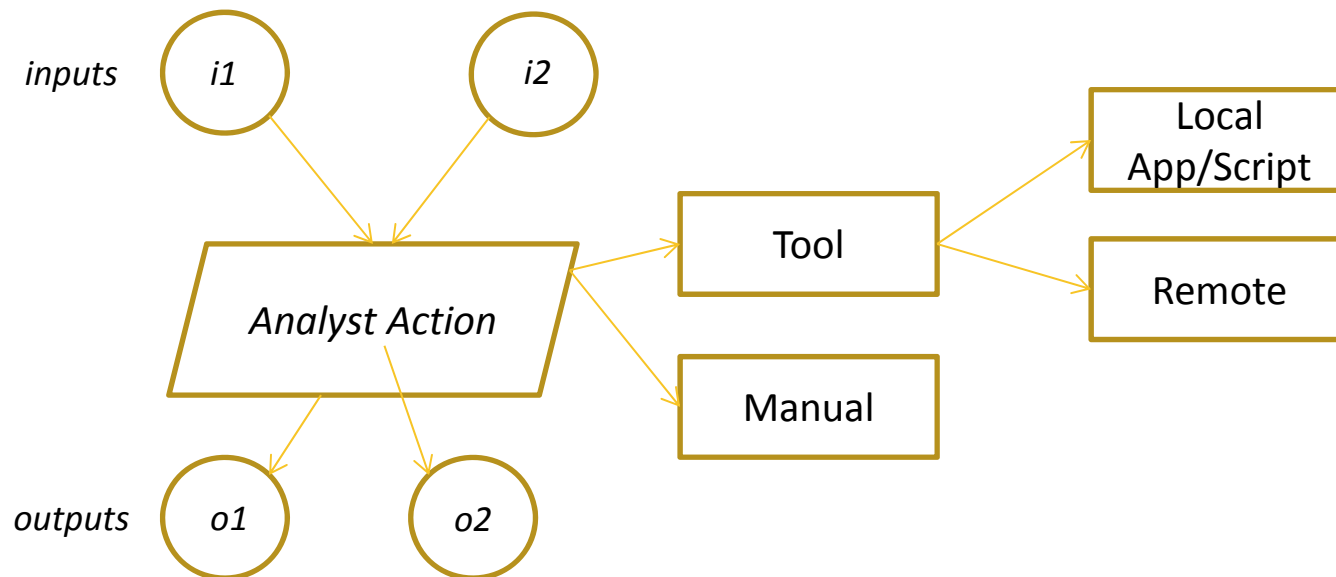 inputs
i1
i2
Local
App/Script
Tool
Remote
Analyst Action
Manual
outputs
o1
o2